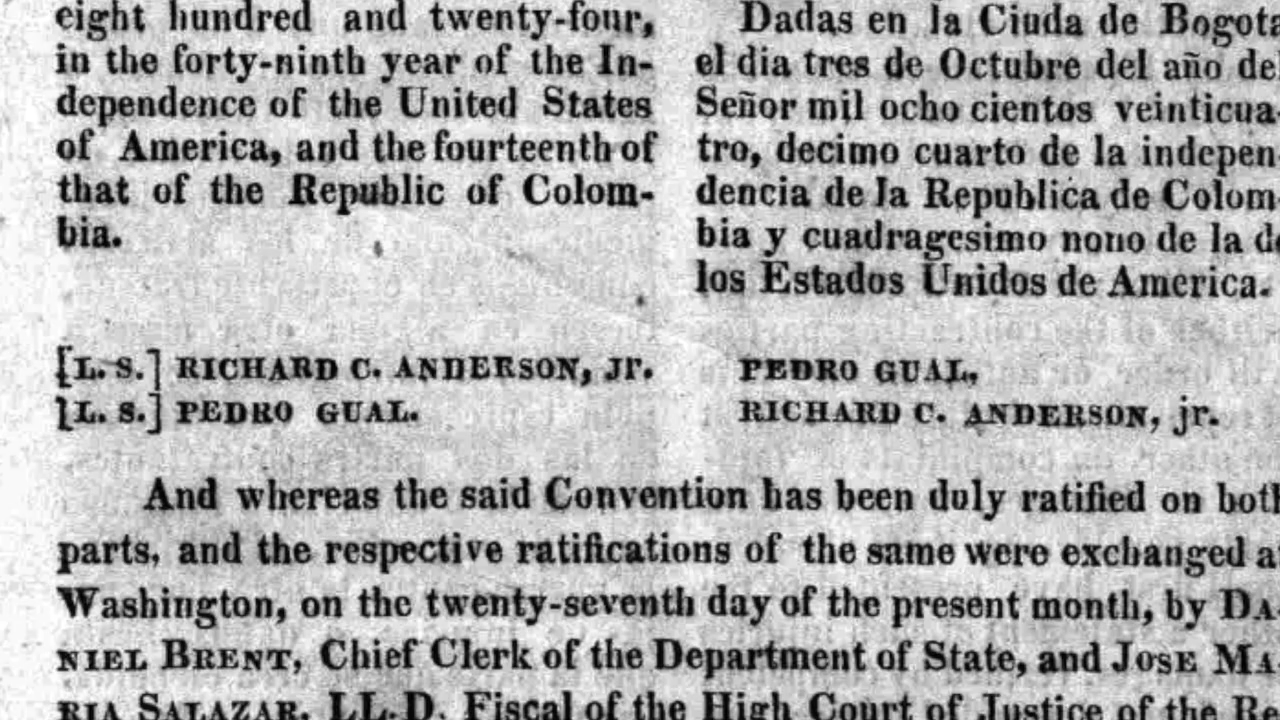 eight hundred and twenty-four,
in the forty-ninth year of the In-
dependence of the United States
of America, and the fourteenth of
that of the Republic of Colom-
bia.
Dadas en la Ciuda de Bogota
el dia tres de Octubre del año del
Señor mil ocho cientos veinticua-
tro, decimo cuarto de la indepen-
dencia de la Republica de Colom-
bia y cuadragesimo nono de la de
los Estados Unidos de America.
[L. S.] RICHARD C. ANDERSON, Jr.
]L. S.] PEDRO GUAL.
PEDRO GUAL,
RICHARD C. ANDERSON, jr.
And whereas the said Convention has been duly ratified on both
parts, and the respective ratifications of the same were exchanged at
Washington, on the twenty-seventh day of the present month, by DA-
NIEL BRENT, Chief Clerk of the Department of State, and JOSE MA-
RIA SALAZAR, LL.D. Fiscal of the High Court of Justice of the Re-